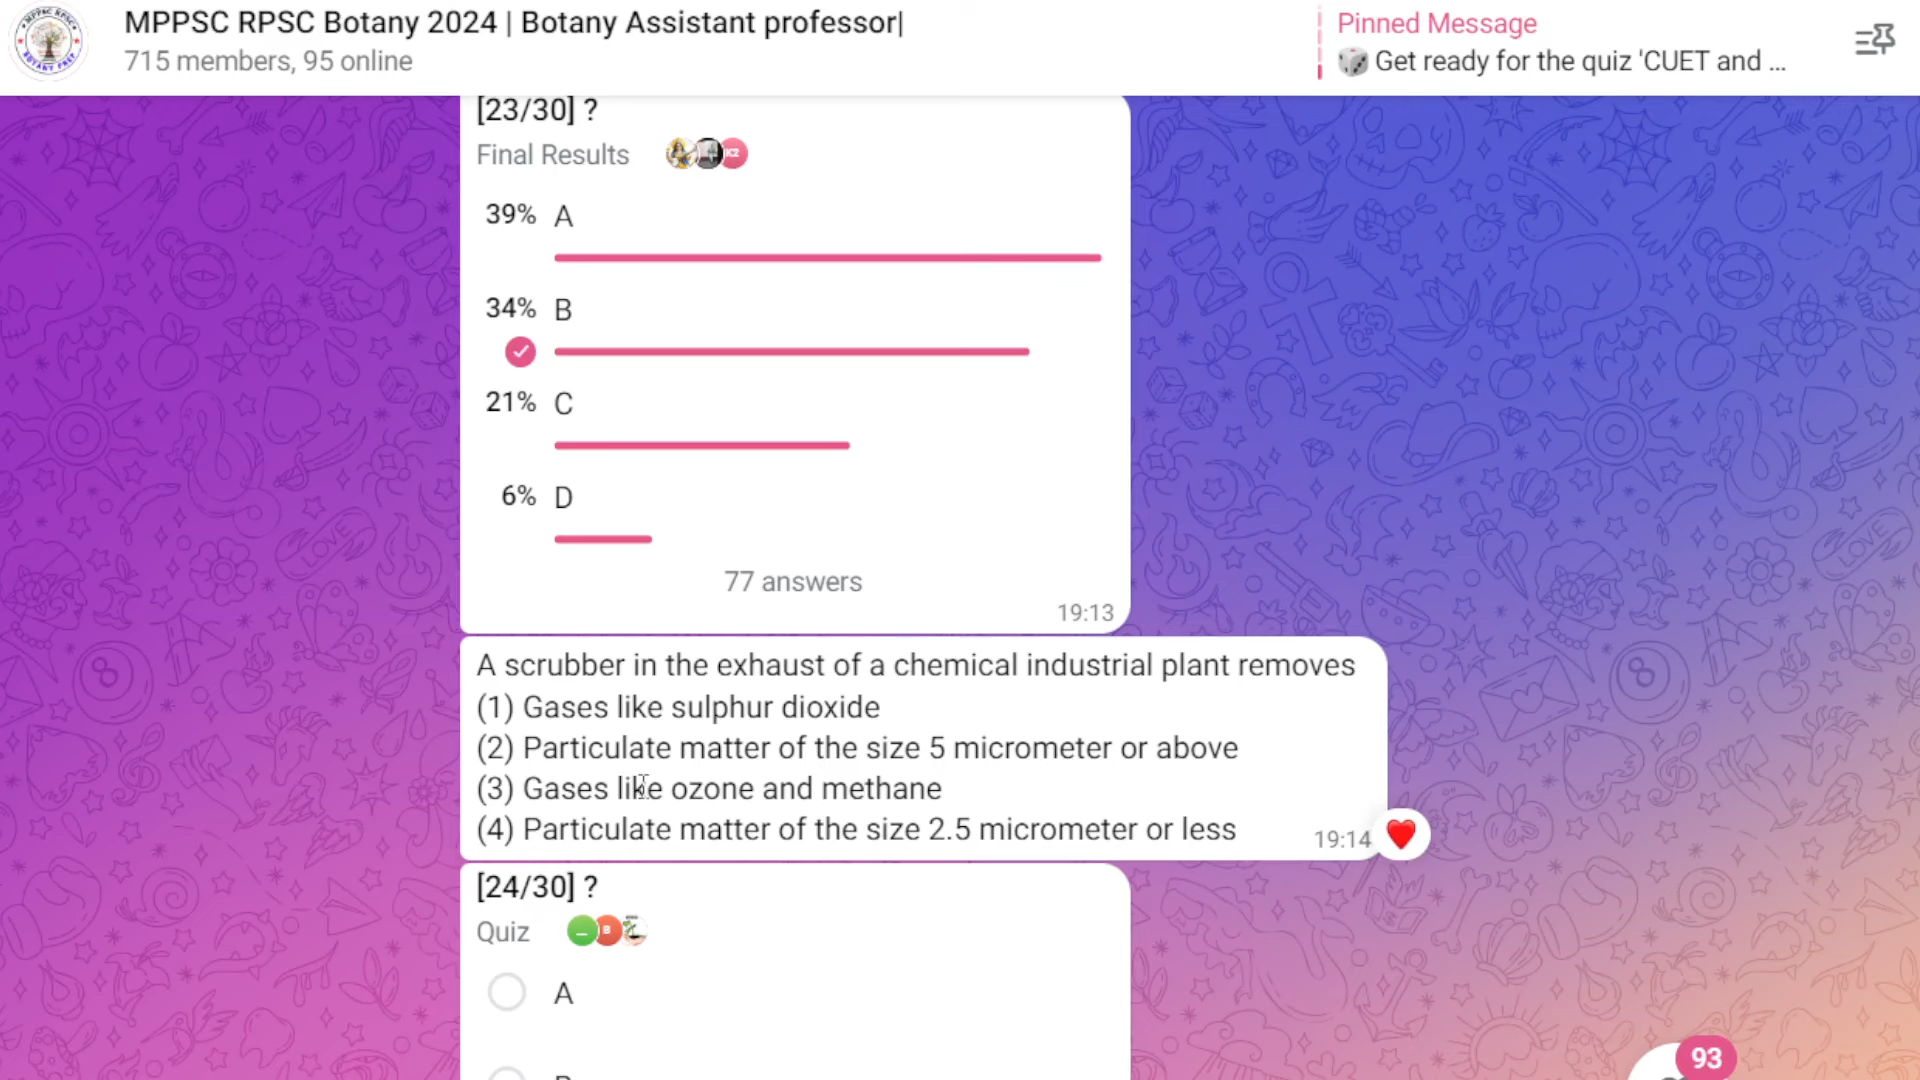 MPPSC RPSC Botany 2024 | Botany Assistant professor|
715 members, 95 online
Pinned Message
Get ready for the quiz 'CUET and ...
[23/30] ?
Final Results
K2
39% A
34% B
21% C
6% D
77 answers
19:13
A scrubber in the exhaust of a chemical industrial plant removes
(1) Gases like sulphur dioxide
(2) Particulate matter of the size 5 micrometer or above
(3) Gases like ozone and methane
(4) Particulate matter of the size 2.5 micrometer or less
19:14
[24/30] ?
Quiz
B
A
93